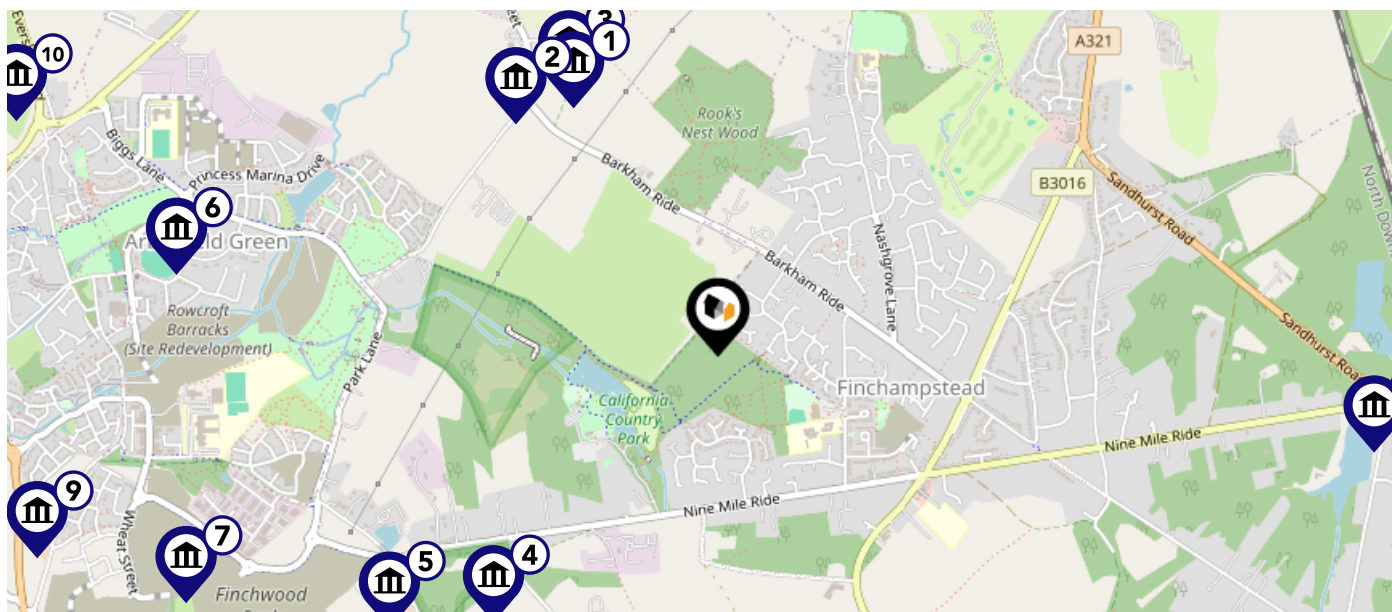 Evers
10
3
1
2
A321
Rook's
Nest Wood
Biggs Lane
Princess Marina Drive
Barkham Ride
B3016
Sandhurst Road
North Dow
6
Nashgrove Lane
Barkham Ride
Rowcroft
Barracks
(Site Redevelopment)
Park Lane
Sandhurst Road
Finchampstead
California
Country
Park
Nine Mile Ride
Nine Mile Ride
9
Wheat Street
7
5
4
Finchwood